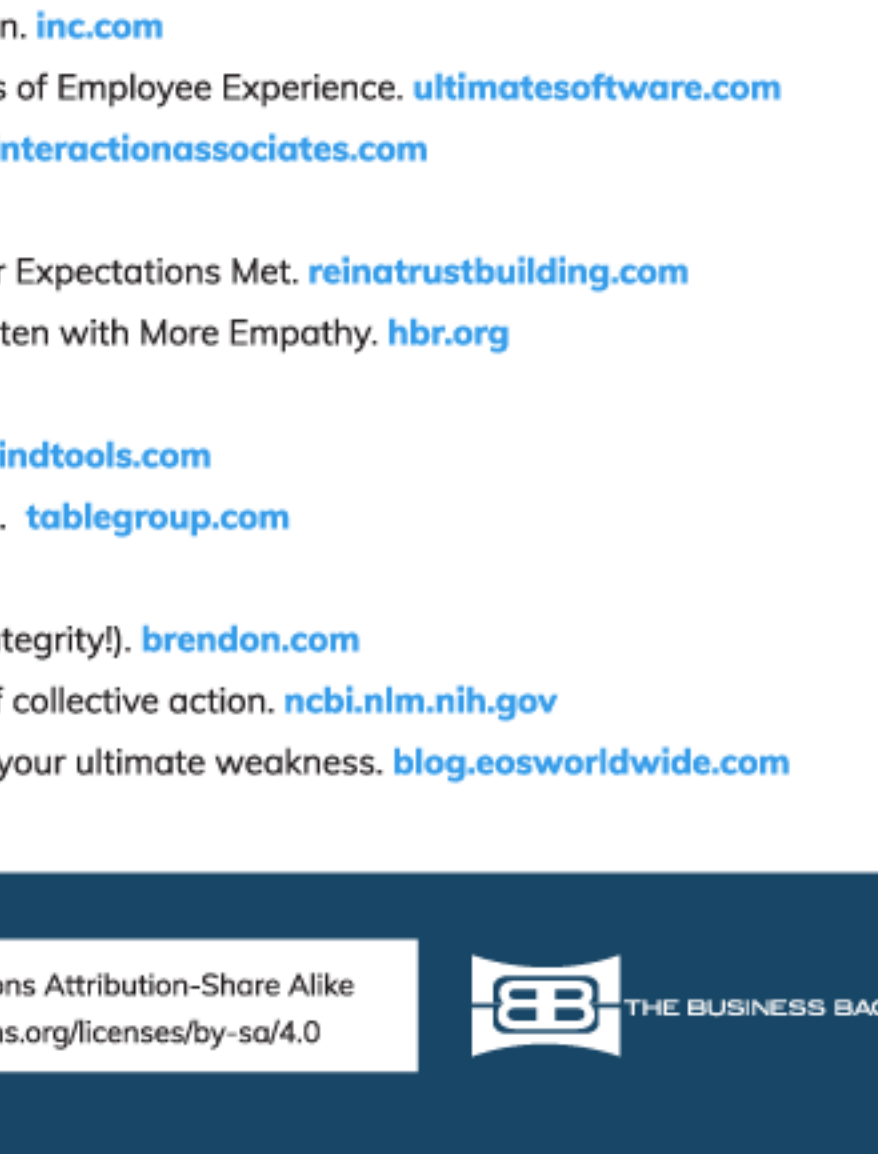 n. inc.com
s of Employee Experience. ultimatesoftware.com
nteractionassociates.com
r Expectations Met. reinatrustbuilding.com
ten with More Empathy. hbr.org
indtools.com
. tablegroup.com
tegrity!). brendon.com
f collective action. ncbi.nlm.nih.gov
your ultimate weakness. blog.eosworldwide.com
ons Attribution-Share Alike
ns.org/licenses/by-sa/4.0
BB THE BUSINESS BAC